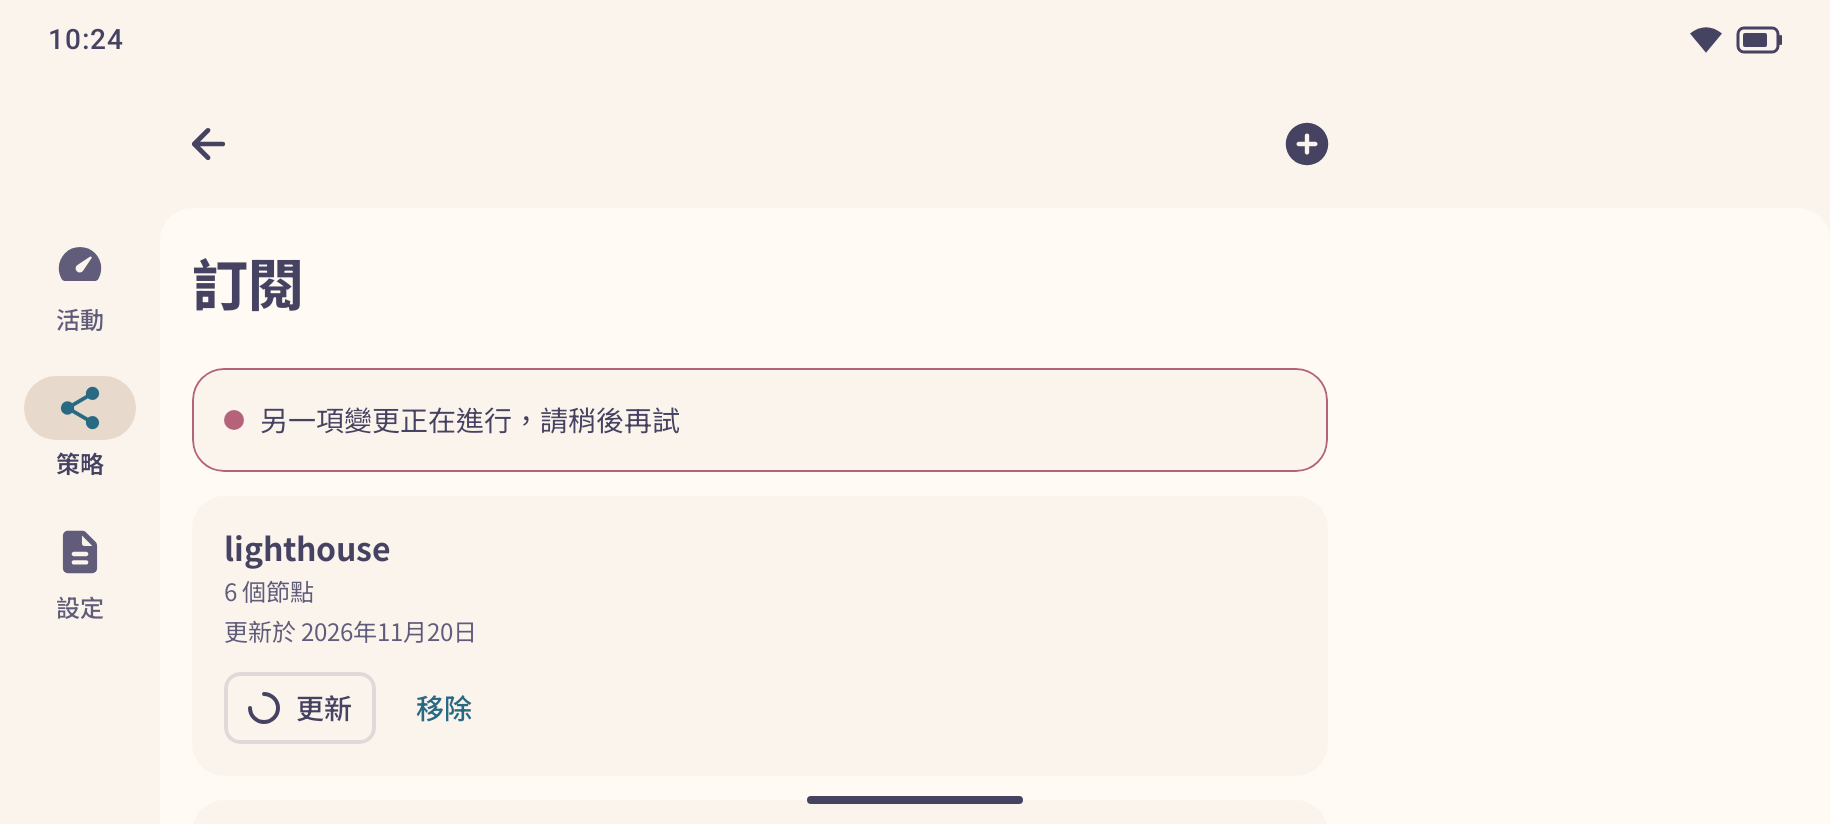 10:24
活動
策略
設定
訂閱
另一項變更正在進行，請稍後再試
lighthouse
6 個節點
更新於 2026年11月20日
更新
移除